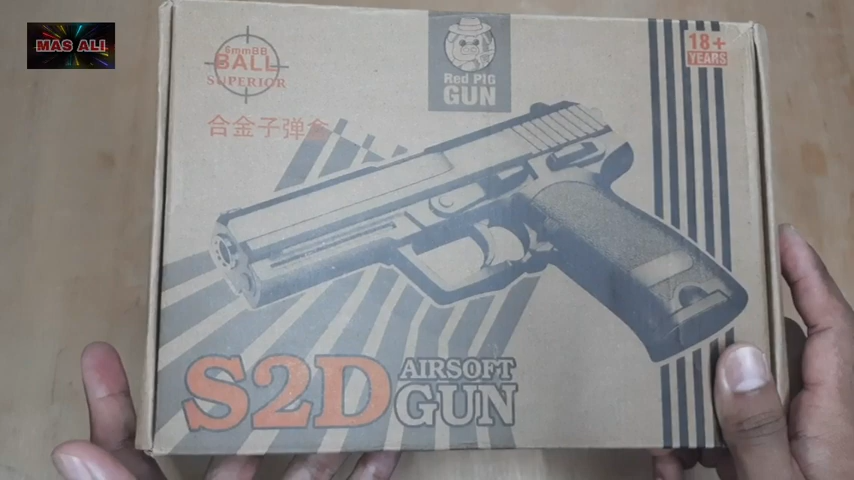 MAS ALI
6mmBB
BALL
SUPERIOR
合金子弹盒
Red PIG
GUN
18+
YEARS
S2D
AIRSOFT
GUN